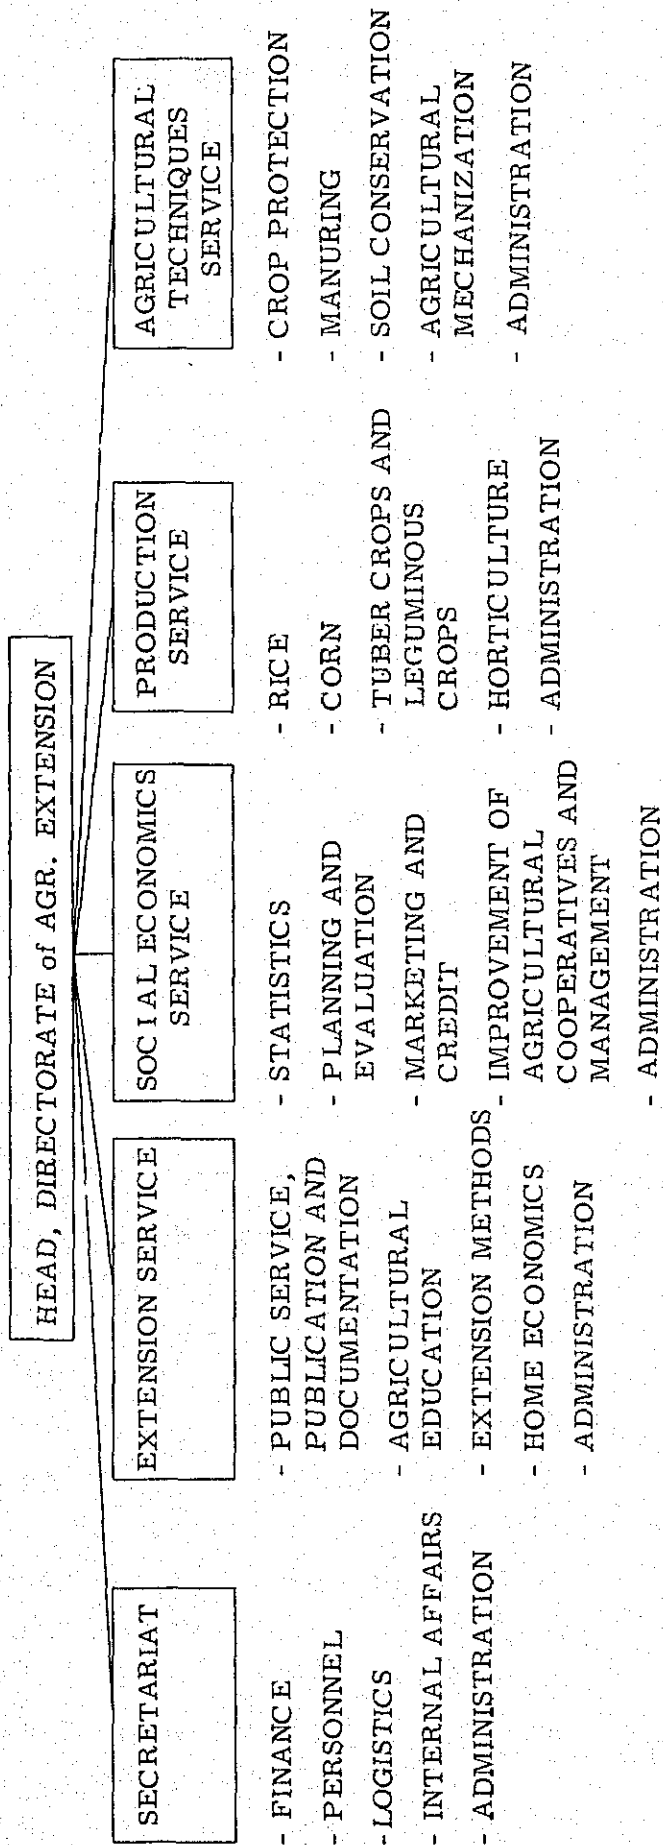 HEAD, DIRECTORATE of AGR. EXTENSION
SECRETARIAT
- FINANCE
- PERSONNEL
- LOGISTICS
- INTERNAL AFFAIRS
- ADMINISTRATION
EXTENSION SERVICE
- PUBLIC SERVICE,
PUBLICATION AND
DOCUMENTATION
- AGRICULTURAL
EDUCATION
- EXTENSION METHODS
- HOME ECONOMICS
- ADMINISTRATION
SOCIAL ECONOMICS
SERVICE
- STATISTICS
- PLANNING AND
EVALUATION
- MARKETING AND
CREDIT
- IMPROVEMENT OF
AGRICULTURAL
COOPERATIVES AND
MANAGEMENT
- ADMINISTRATION
PRODUCTION
SERVICE
- RICE
- CORN
- TUBER CROPS AND
LEGUMINOUS
CROPS
- HORTICULTURE
- ADMINISTRATION
AGRICULTURAL
TECHNIQUES
SERVICE
- CROP PROTECTION
- MANURING
- SOIL CONSERVATION
- AGRICULTURAL
MECHANIZATION
- ADMINISTRATION